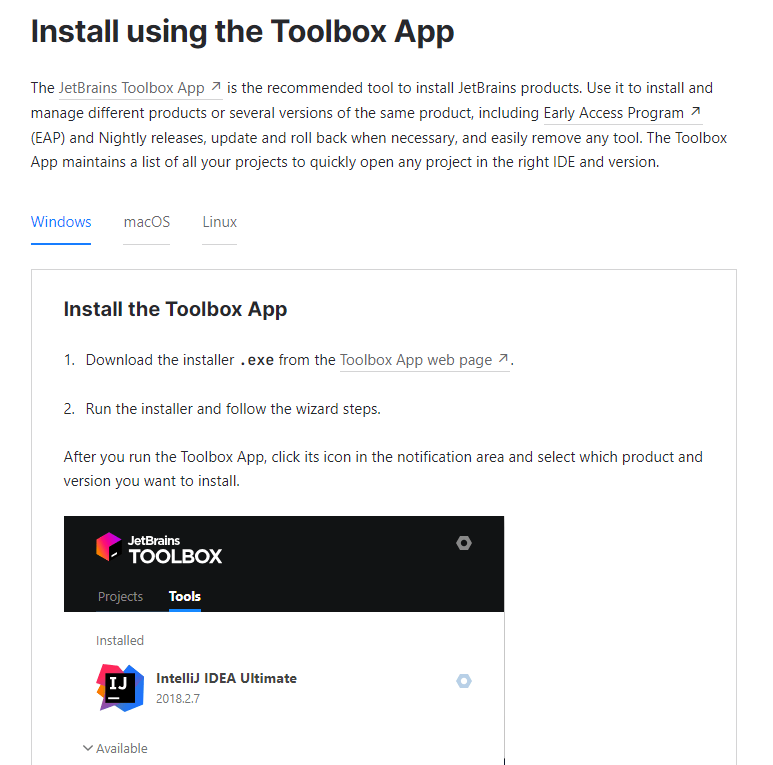 Install using the Toolbox App
The JetBrains Toolbox App ↗ is the recommended tool to install JetBrains products. Use it to install and
manage different products or several versions of the same product, including Early Access Program ↗
(EAP) and Nightly releases, update and roll back when necessary, and easily remove any tool. The Toolbox
App maintains a list of all your projects to quickly open any project in the right IDE and version.
Windows macOS Linux
Install the Toolbox App
1. Download the installer .exe from the Toolbox App web page ↗.
2. Run the installer and follow the wizard steps.
After you run the Toolbox App, click its icon in the notification area and select which product and
version you want to install.
JetBrains
TOOLBOX
Projects Tools
Installed
IJ
IntelliJ IDEA Ultimate
2018.2.7
Available